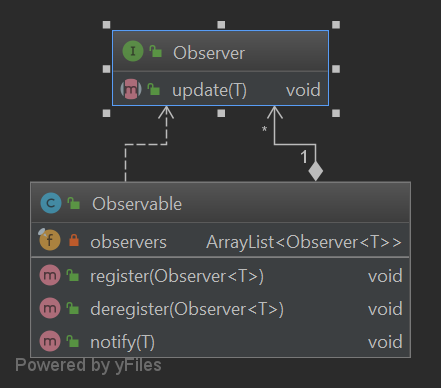 I Observer
m update(T) void
*
1
C Observable
f observers ArrayList<Observer<T>>
m register(Observer<T>) void
m deregister(Observer<T>) void
m notify(T) void
Powered by yFiles